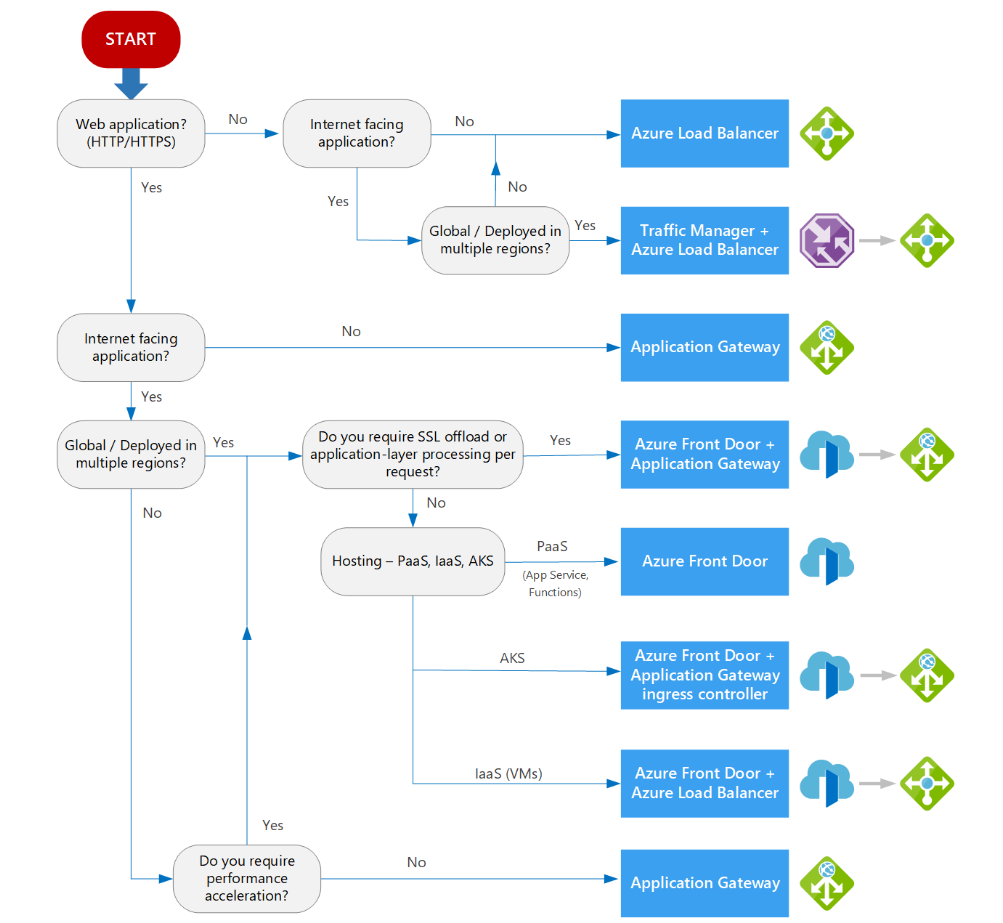 START
Web application?
(HTTP/HTTPS)
No
Internet facing
application?
No
Azure Load Balancer
Yes
Yes
No
Global / Deployed in
multiple regions?
Yes
Traffic Manager +
Azure Load Balancer
Internet facing
application?
No
Application Gateway
Yes
Global / Deployed in
multiple regions?
Yes
Do you require SSL offload or
application-layer processing per
request?
Yes
Azure Front Door +
Application Gateway
No
No
Hosting – PaaS, IaaS, AKS
PaaS
(App Service,
Functions)
Azure Front Door
AKS
Azure Front Door +
Application Gateway
ingress controller
IaaS (VMs)
Azure Front Door +
Azure Load Balancer
Yes
Do you require
performance
acceleration?
No
Application Gateway